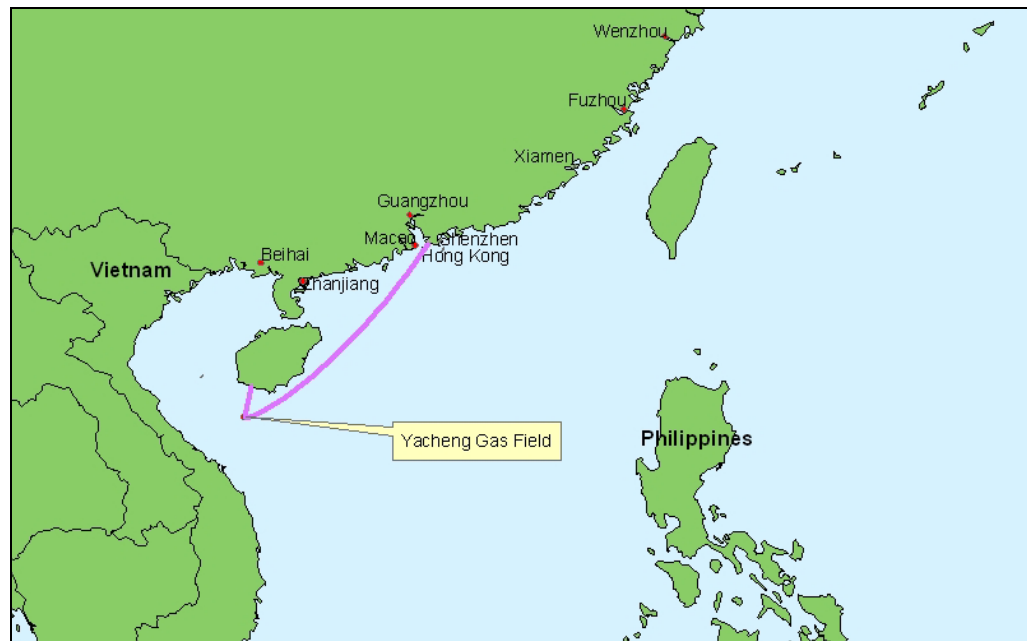 Wenzhou
Fuzhou
Xiamen
Guangzhou
Macao
Shenzhen
Hong Kong
Beihai
Vietnam
Zhanjiang
Yacheng Gas Field
Philippines